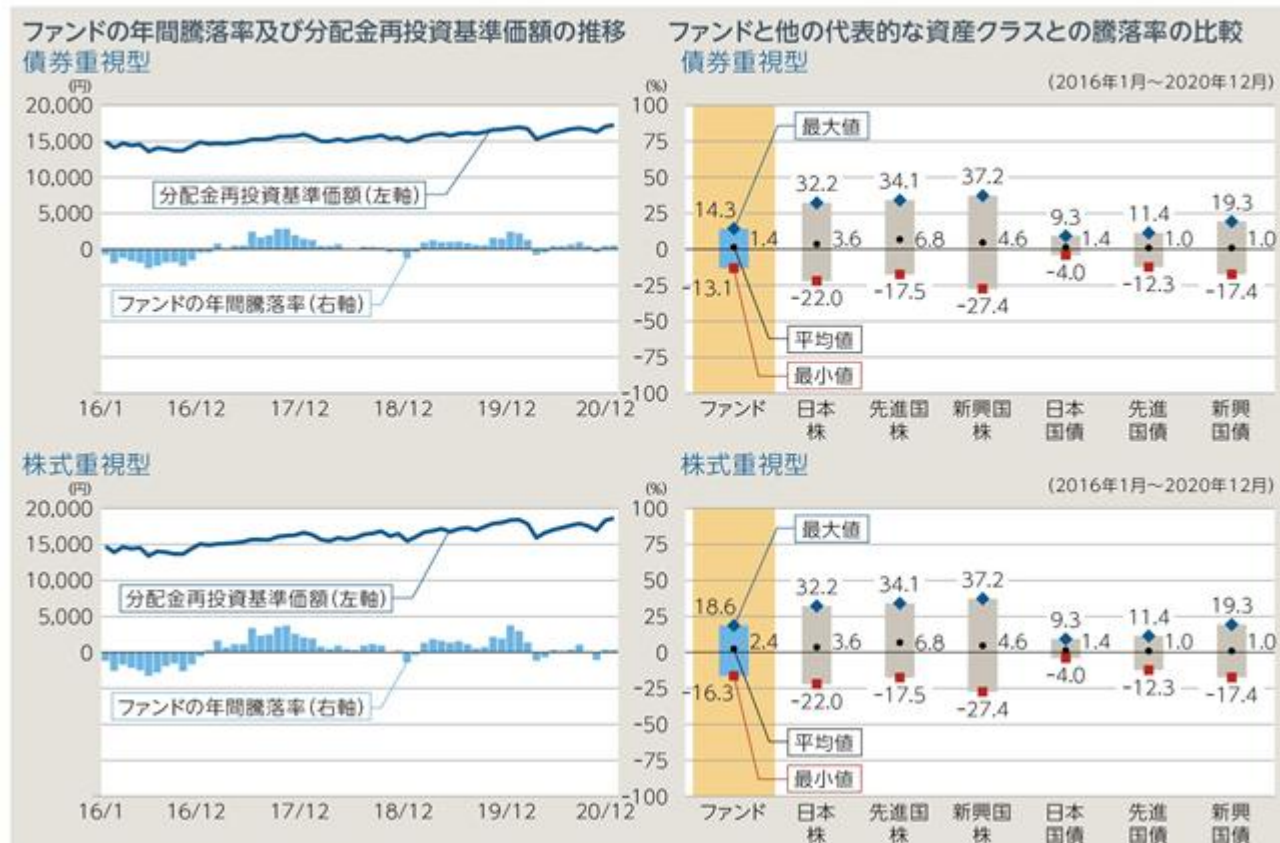 ファンドの年間騰落率及び分配金再投資基準価額の推移
債券重視型
(円)
20,000
15,000
10,000
5,000
0
分配金再投資基準価額(左軸)
ファンドの年間騰落率(右軸)
16/1 16/12 17/12 18/12 19/12 20/12
ファンドと他の代表的な資産クラスとの騰落率の比較
債券重視型
(%)
(2016年1月～2020年12月)
100
75
50
25
0
-25
-50
-75
-100
最大値
平均値
最小値
14.3 32.2 34.1 37.2 9.3 11.4 19.3
1.4 3.6 6.8 4.6 1.4 1.0 1.0
-13.1 -22.0 -17.5 -27.4 -4.0 -12.3 -17.4
ファンド 日本 先進国 新興国 日本 先進 新興
株 株 株 国債 国債 国債
株式重視型
(円)
20,000
15,000
10,000
5,000
0
分配金再投資基準価額(左軸)
ファンドの年間騰落率(右軸)
16/1 16/12 17/12 18/12 19/12 20/12
株式重視型
(%)
(2016年1月～2020年12月)
100
75
50
25
0
-25
-50
-75
-100
最大値
平均値
最小値
18.6 32.2 34.1 37.2 9.3 11.4 19.3
2.4 3.6 6.8 4.6 1.4 1.0 1.0
-16.3 -22.0 -17.5 -27.4 -4.0 -12.3 -17.4
ファンド 日本 先進国 新興国 日本 先進 新興
株 株 株 国債 国債 国債